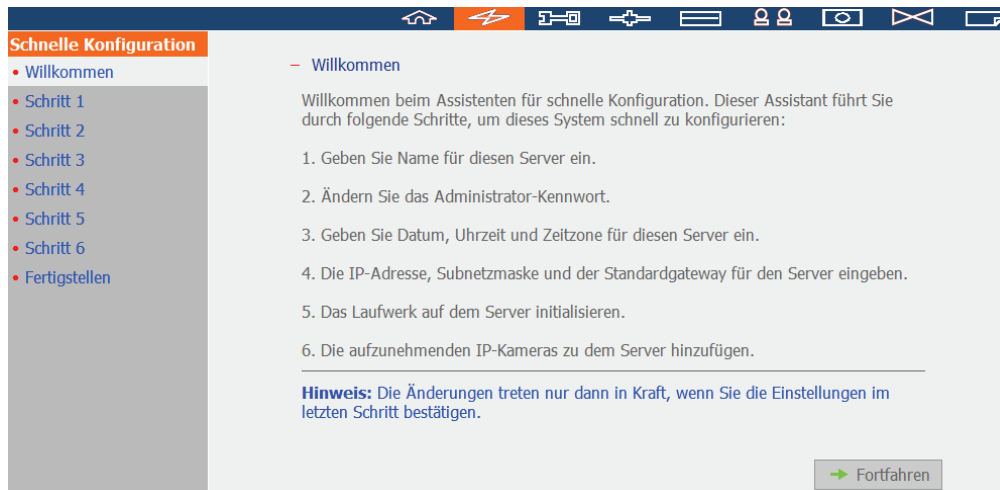 Schnelle Konfiguration
• Willkommen
• Schritt 1
• Schritt 2
• Schritt 3
• Schritt 4
• Schritt 5
• Schritt 6
• Fertigstellen
– Willkommen
Willkommen beim Assistenten für schnelle Konfiguration. Dieser Assistant führt Sie
durch folgende Schritte, um dieses System schnell zu konfigurieren:
1. Geben Sie Name für diesen Server ein.
2. Ändern Sie das Administrator-Kennwort.
3. Geben Sie Datum, Uhrzeit und Zeitzone für diesen Server ein.
4. Die IP-Adresse, Subnetzmaske und der Standardgateway für den Server eingeben.
5. Das Laufwerk auf dem Server initialisieren.
6. Die aufzunehmenden IP-Kameras zu dem Server hinzufügen.
Hinweis: Die Änderungen treten nur dann in Kraft, wenn Sie die Einstellungen im
letzten Schritt bestätigen.
Fortfahren